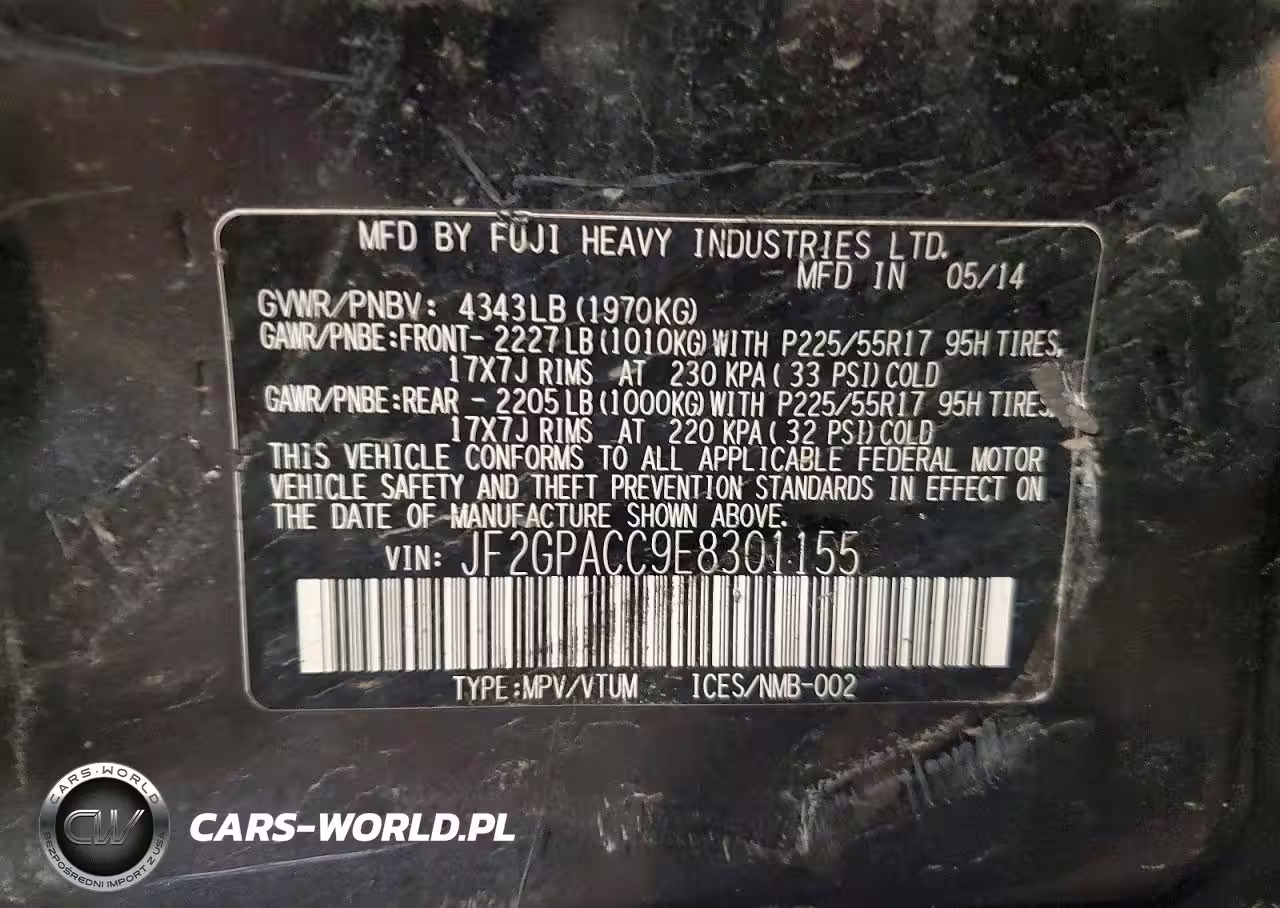 MFD BY FUJI HEAVY INDUSTRIES LTD.
MFD IN 05/14
GVWR/PNBV: 4343LB (1970KG)
GAWR/PNBE:FRONT- 2227LB (1010KG) WITH P225/55R17 95H TIRES,
17X7J RIMS AT 230 KPA ( 33 PSI) COLD
GAWR/PNBE:REAR - 2205LB (1000KG) WITH P225/55R17 95H TIRES,
17X7J RIMS AT 220 KPA ( 32 PSI) COLD
THIS VEHICLE CONFORMS TO ALL APPLICABLE FEDERAL MOTOR
VEHICLE SAFETY AND THEFT PREVENTION STANDARDS IN EFFECT ON
THE DATE OF MANUFACTURE SHOWN ABOVE.
VIN: JF2GPACC9E8301155
TYPE:MPV/VTUM ICES/NMB-002
CARS-WORLD
CW
BEZPOŚREDNI IMPORT Z USA
CARS-WORLD.PL